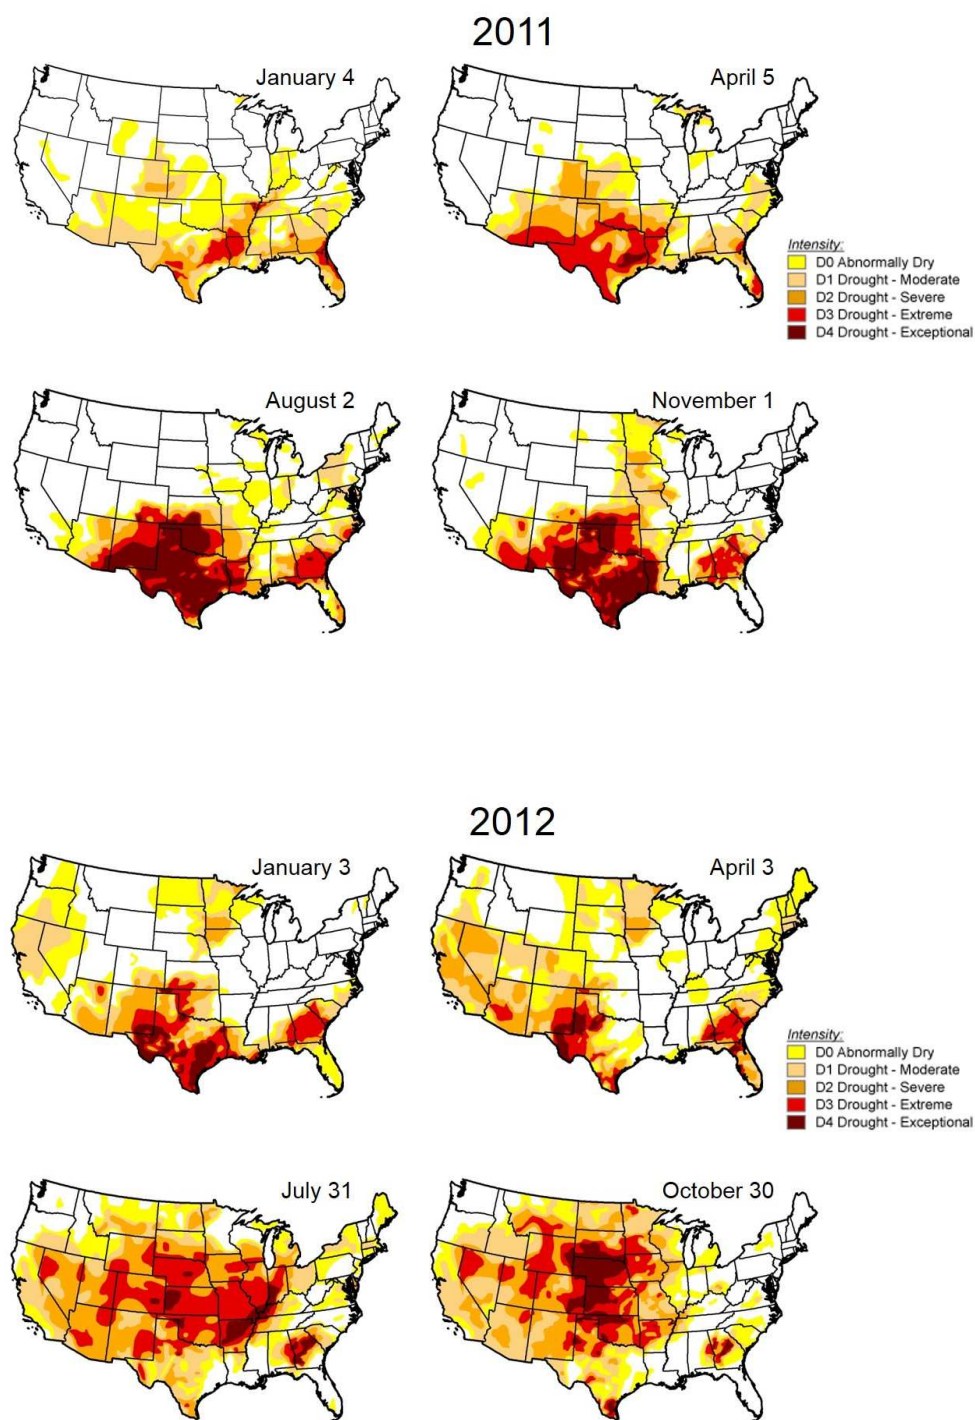 2011
January 4
April 5
Intensity:
D0 Abnormally Dry
D1 Drought - Moderate
D2 Drought - Severe
D3 Drought - Extreme
D4 Drought - Exceptional
August 2
November 1
2012
January 3
April 3
Intensity:
D0 Abnormally Dry
D1 Drought - Moderate
D2 Drought - Severe
D3 Drought - Extreme
D4 Drought - Exceptional
July 31
October 30